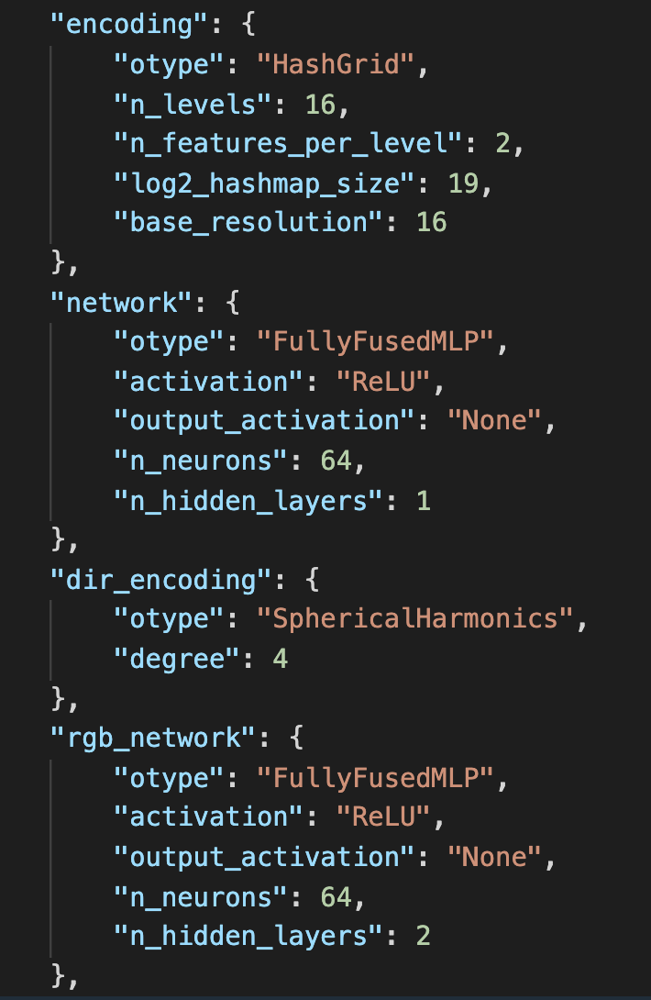 "encoding": {
"otype": "HashGrid",
"n_levels": 16,
"n_features_per_level": 2,
"log2_hashmap_size": 19,
"base_resolution": 16
},
"network": {
"otype": "FullyFusedMLP",
"activation": "ReLU",
"output_activation": "None",
"n_neurons": 64,
"n_hidden_layers": 1
},
"dir_encoding": {
"otype": "SphericalHarmonics",
"degree": 4
},
"rgb_network": {
"otype": "FullyFusedMLP",
"activation": "ReLU",
"output_activation": "None",
"n_neurons": 64,
"n_hidden_layers": 2
},